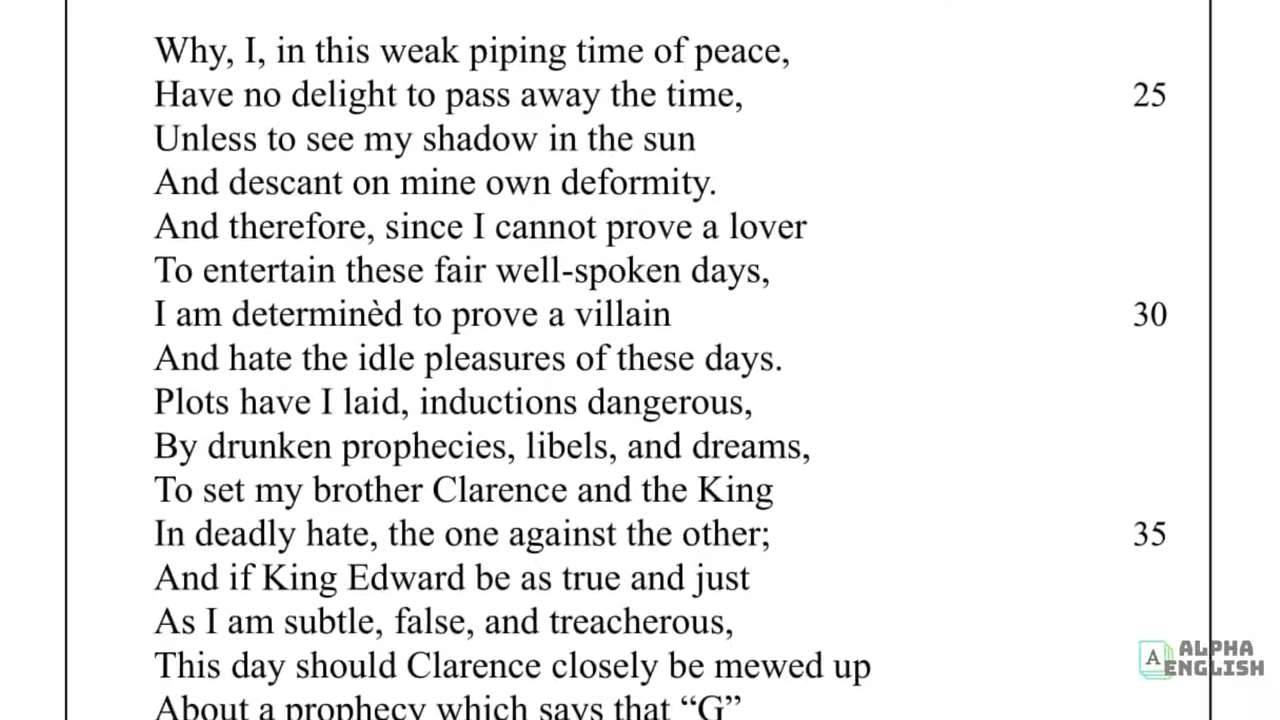 Why, I, in this weak piping time of peace,
Have no delight to pass away the time, 25
Unless to see my shadow in the sun
And descant on mine own deformity.
And therefore, since I cannot prove a lover
To entertain these fair well-spoken days,
I am determinèd to prove a villain 30
And hate the idle pleasures of these days.
Plots have I laid, inductions dangerous,
By drunken prophecies, libels, and dreams,
To set my brother Clarence and the King
In deadly hate, the one against the other; 35
And if King Edward be as true and just
As I am subtle, false, and treacherous,
This day should Clarence closely be mewed up
About a prophecy which says that “G”
A ALPHA
ENGLISH